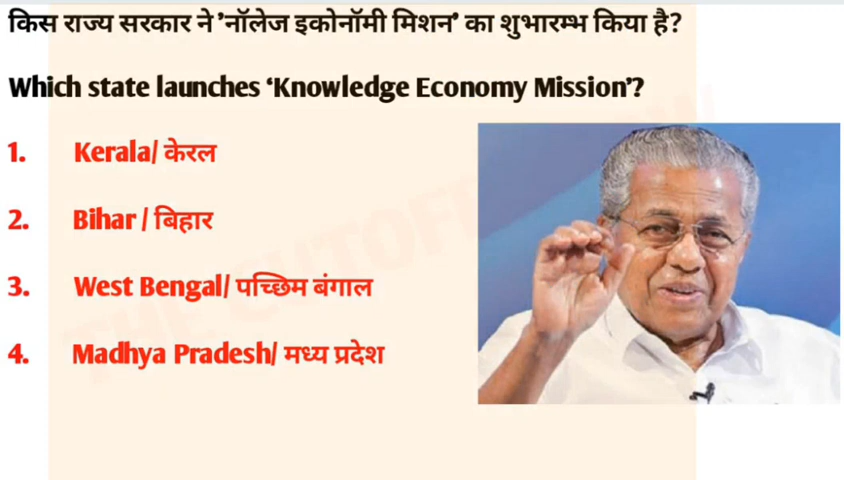 किस राज्य सरकार ने ’नॉलेज इकोनॉमी मिशन’ का शुभारम्भ किया है?
Which state launches ‘Knowledge Economy Mission’?
1. Kerala/ केरल
2. Bihar / बिहार
3. West Bengal/ पच्छिम बंगाल
4. Madhya Pradesh/ मध्य प्रदेश